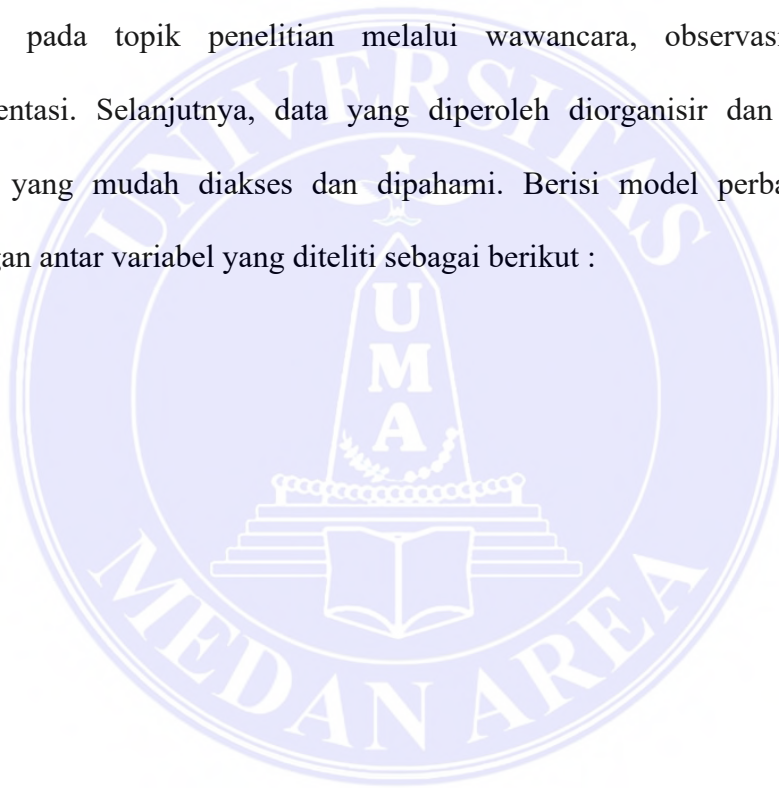 pada topik penelitian melalui wawancara, observasi
entasi. Selanjutnya, data yang diperoleh diorganisir dan
yang mudah diakses dan dipahami. Berisi model perba
gan antar variabel yang diteliti sebagai berikut :
UNIVERSITAS
UMA
MEDAN AREA